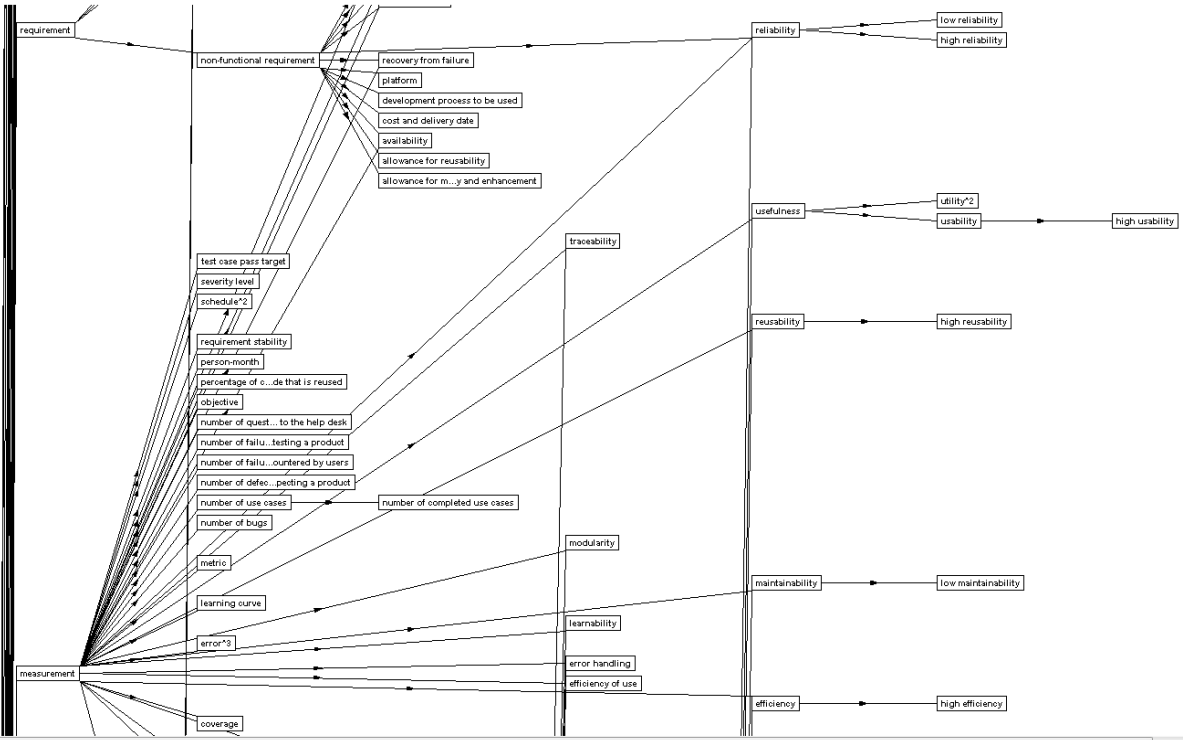 low reliability
requirement
reliability
high reliability
non-functional requirement
recovery from failure
platform
development process to be used
cost and delivery date
availability
allowance for reusability
allowance for m...y and enhancement
utility^2
usefulness
usability
high usability
traceability
test case pass target
severity level
schedule^2
reusability
high reusability
requirement stability
person-month
percentage of c...de that is reused
objective
number of quest... to the help desk
number of failu...testing a product
number of failu...ountered by users
number of defec...pecting a product
number of use cases
number of completed use cases
number of bugs
modularity
metric
maintainability
low maintainability
learning curve
learnability
error^3
error handling
measurement
efficiency of use
efficiency
high efficiency
coverage